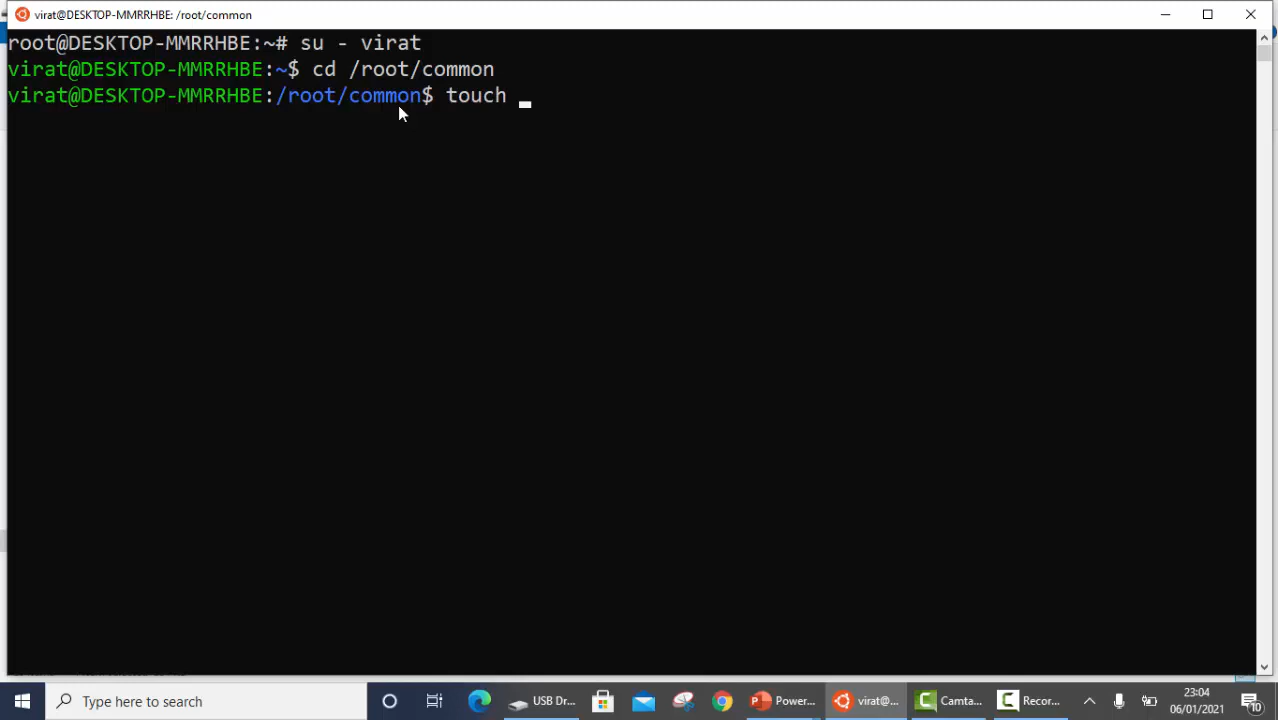 virat@DESKTOP-MMRRHBE: /root/common
root@DESKTOP-MMRRHBE:~# su - virat
virat@DESKTOP-MMRRHBE:~$ cd /root/common
virat@DESKTOP-MMRRHBE:/root/common$ touch
Type here to search
USB Dr...
Power...
virat@...
Camta...
Recor...
23:04
06/01/2021
10